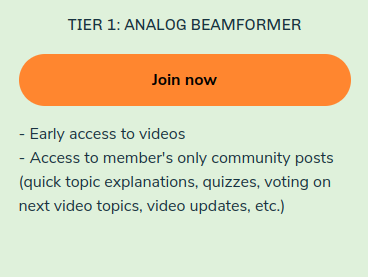 TIER 1: ANALOG BEAMFORMER
Join now
- Early access to videos
- Access to member's only community posts
(quick topic explanations, quizzes, voting on
next video topics, video updates, etc.)